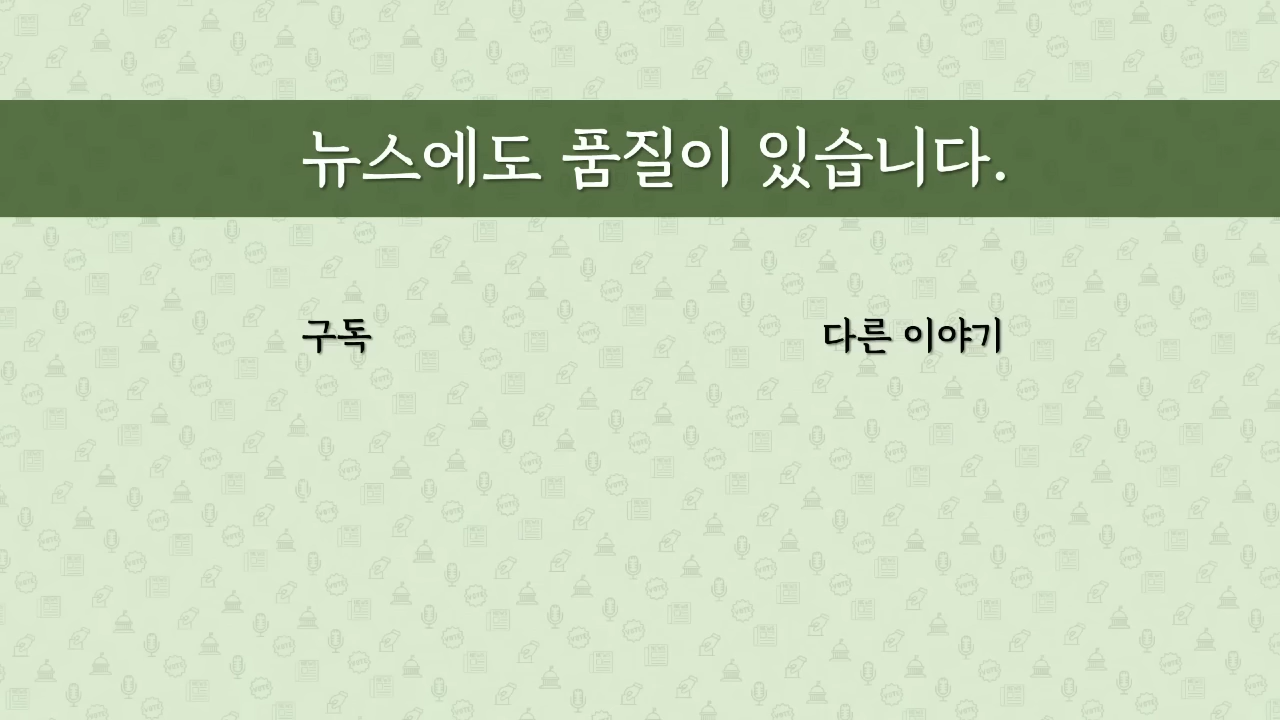 뉴스에도 품질이 있습니다.
구독
다른 이야기